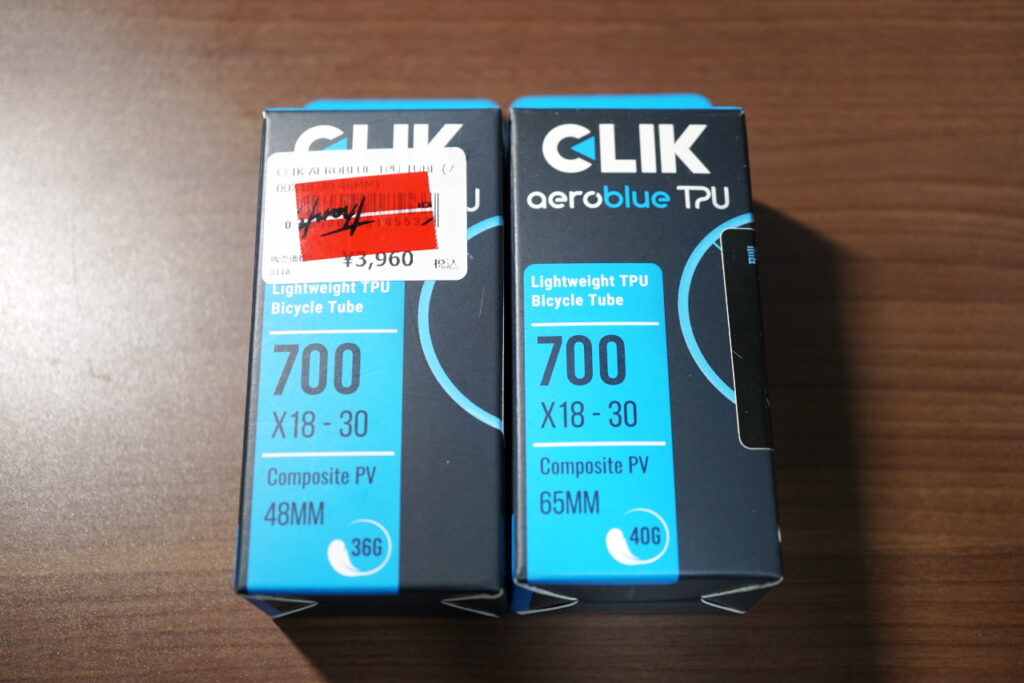 CLIK
CLIK AEROBLUE TPU TUBE (7
¥3,960 税込
3118
Lightweight TPU
Bicycle Tube
700
X18 - 30
Composite PV
48MM
36G
CLIK
aeroblue TPU
Lightweight TPU
Bicycle Tube
700
X18 - 30
Composite PV
65MM
40G